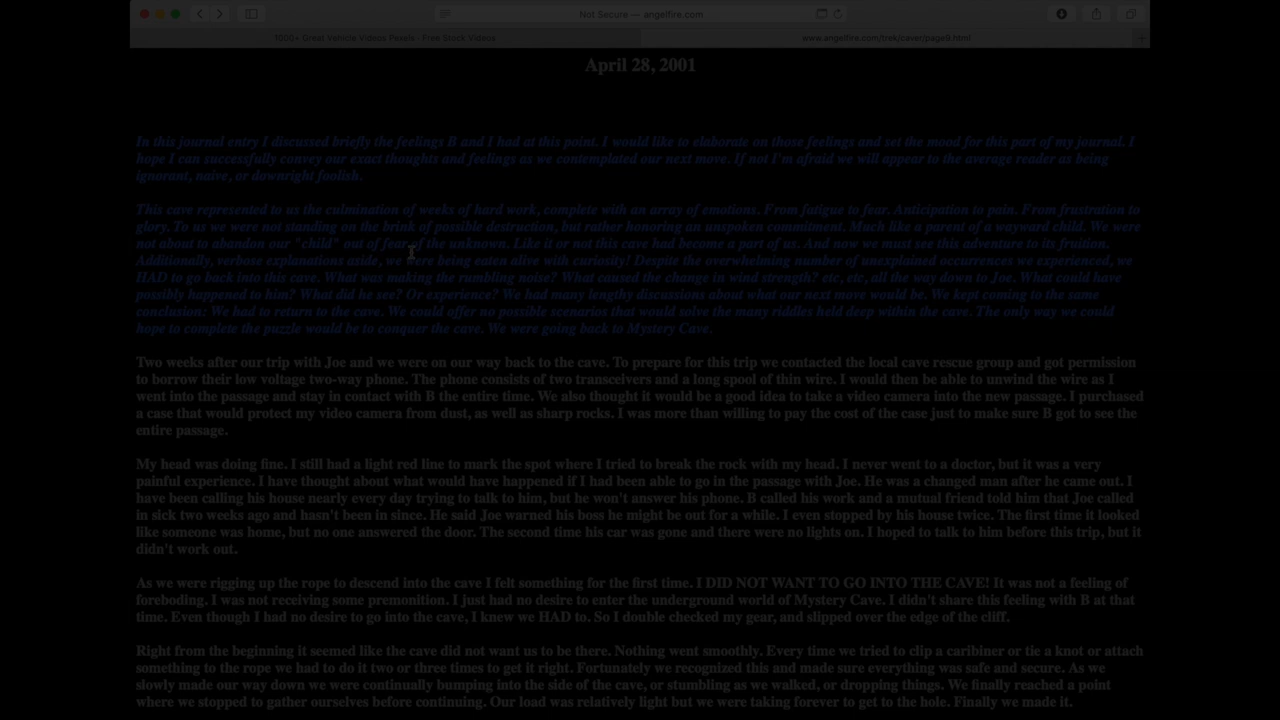 Not Secure — angelfire.com
1000+ Great Vehicle Videos Pexels · Free Stock Videos
www.angelfire.com/trek/caver/page9.html
April 28, 2001
In this journal entry I discussed briefly the feelings B and I had at this point. I would like to elaborate on those feelings and set the mood for this part of my journal. I
hope I can successfully convey our exact thoughts and feelings as we contemplated our next move. If not I'm afraid we will appear to the average reader as being
ignorant, naive, or downright foolish.
This cave represented to us the culmination of weeks of hard work, complete with an array of emotions. From fatigue to fear. Anticipation to pain. From frustration to
glory. To us we were not standing on the brink of possible destruction, but rather honoring an unspoken commitment. Much like a parent of a wayward child. We were
not about to abandon our "child" out of fear of the unknown. Like it or not this cave had become a part of us. And now we must see this adventure to its fruition.
Additionally, verbose explanations aside, we were being eaten alive with curiosity! Despite the overwhelming number of unexplained occurrences we experienced, we
HAD to go back into this cave. What was making the rumbling noise? What caused the change in wind strength? etc, etc, all the way down to Joe. What could have
possibly happened to him? What did he see? Or experience? We had many lengthy discussions about what our next move would be. We kept coming to the same
conclusion: We had to return to the cave. We could offer no possible scenarios that would solve the many riddles held deep within the cave. The only way we could
hope to complete the puzzle would be to conquer the cave. We were going back to Mystery Cave.
Two weeks after our trip with Joe and we were on our way back to the cave. To prepare for this trip we contacted the local cave rescue group and got permission
to borrow their low voltage two-way phone. The phone consists of two transceivers and a long spool of thin wire. I would then be able to unwind the wire as I
went into the passage and stay in contact with B the entire time. We also thought it would be a good idea to take a video camera into the new passage. I purchased
a case that would protect my video camera from dust, as well as sharp rocks. I was more than willing to pay the cost of the case just to make sure B got to see the
entire passage.
My head was doing fine. I still had a light red line to mark the spot where I tried to break the rock with my head. I never went to a doctor, but it was a very
painful experience. I have thought about what would have happened if I had been able to go in the passage with Joe. He was a changed man after he came out. I
have been calling his house nearly every day trying to talk to him, but he won't answer his phone. B called his work and a mutual friend told him that Joe called
in sick two weeks ago and hasn't been in since. He said Joe warned his boss he might be out for a while. I even stopped by his house twice. The first time it looked
like someone was home, but no one answered the door. The second time his car was gone and there were no lights on. I hoped to talk to him before this trip, but it
didn't work out.
As we were rigging up the rope to descend into the cave I felt something for the first time. I DID NOT WANT TO GO INTO THE CAVE! It was not a feeling of
foreboding. I was not receiving some premonition. I just had no desire to enter the underground world of Mystery Cave. I didn't share this feeling with B at that
time. Even though I had no desire to go into the cave, I knew we HAD to. So I double checked my gear, and slipped over the edge of the cliff.
Right from the beginning it seemed like the cave did not want us to be there. Nothing went smoothly. Every time we tried to clip a caribiner or tie a knot or attach
something to the rope we had to do it two or three times to get it right. Fortunately we recognized this and made sure everything was safe and secure. As we
slowly made our way down we were continually bumping into the side of the cave, or stumbling as we walked, or dropping things. We finally reached a point
where we stopped to gather ourselves before continuing. Our load was relatively light but we were taking forever to get to the hole. Finally we made it.